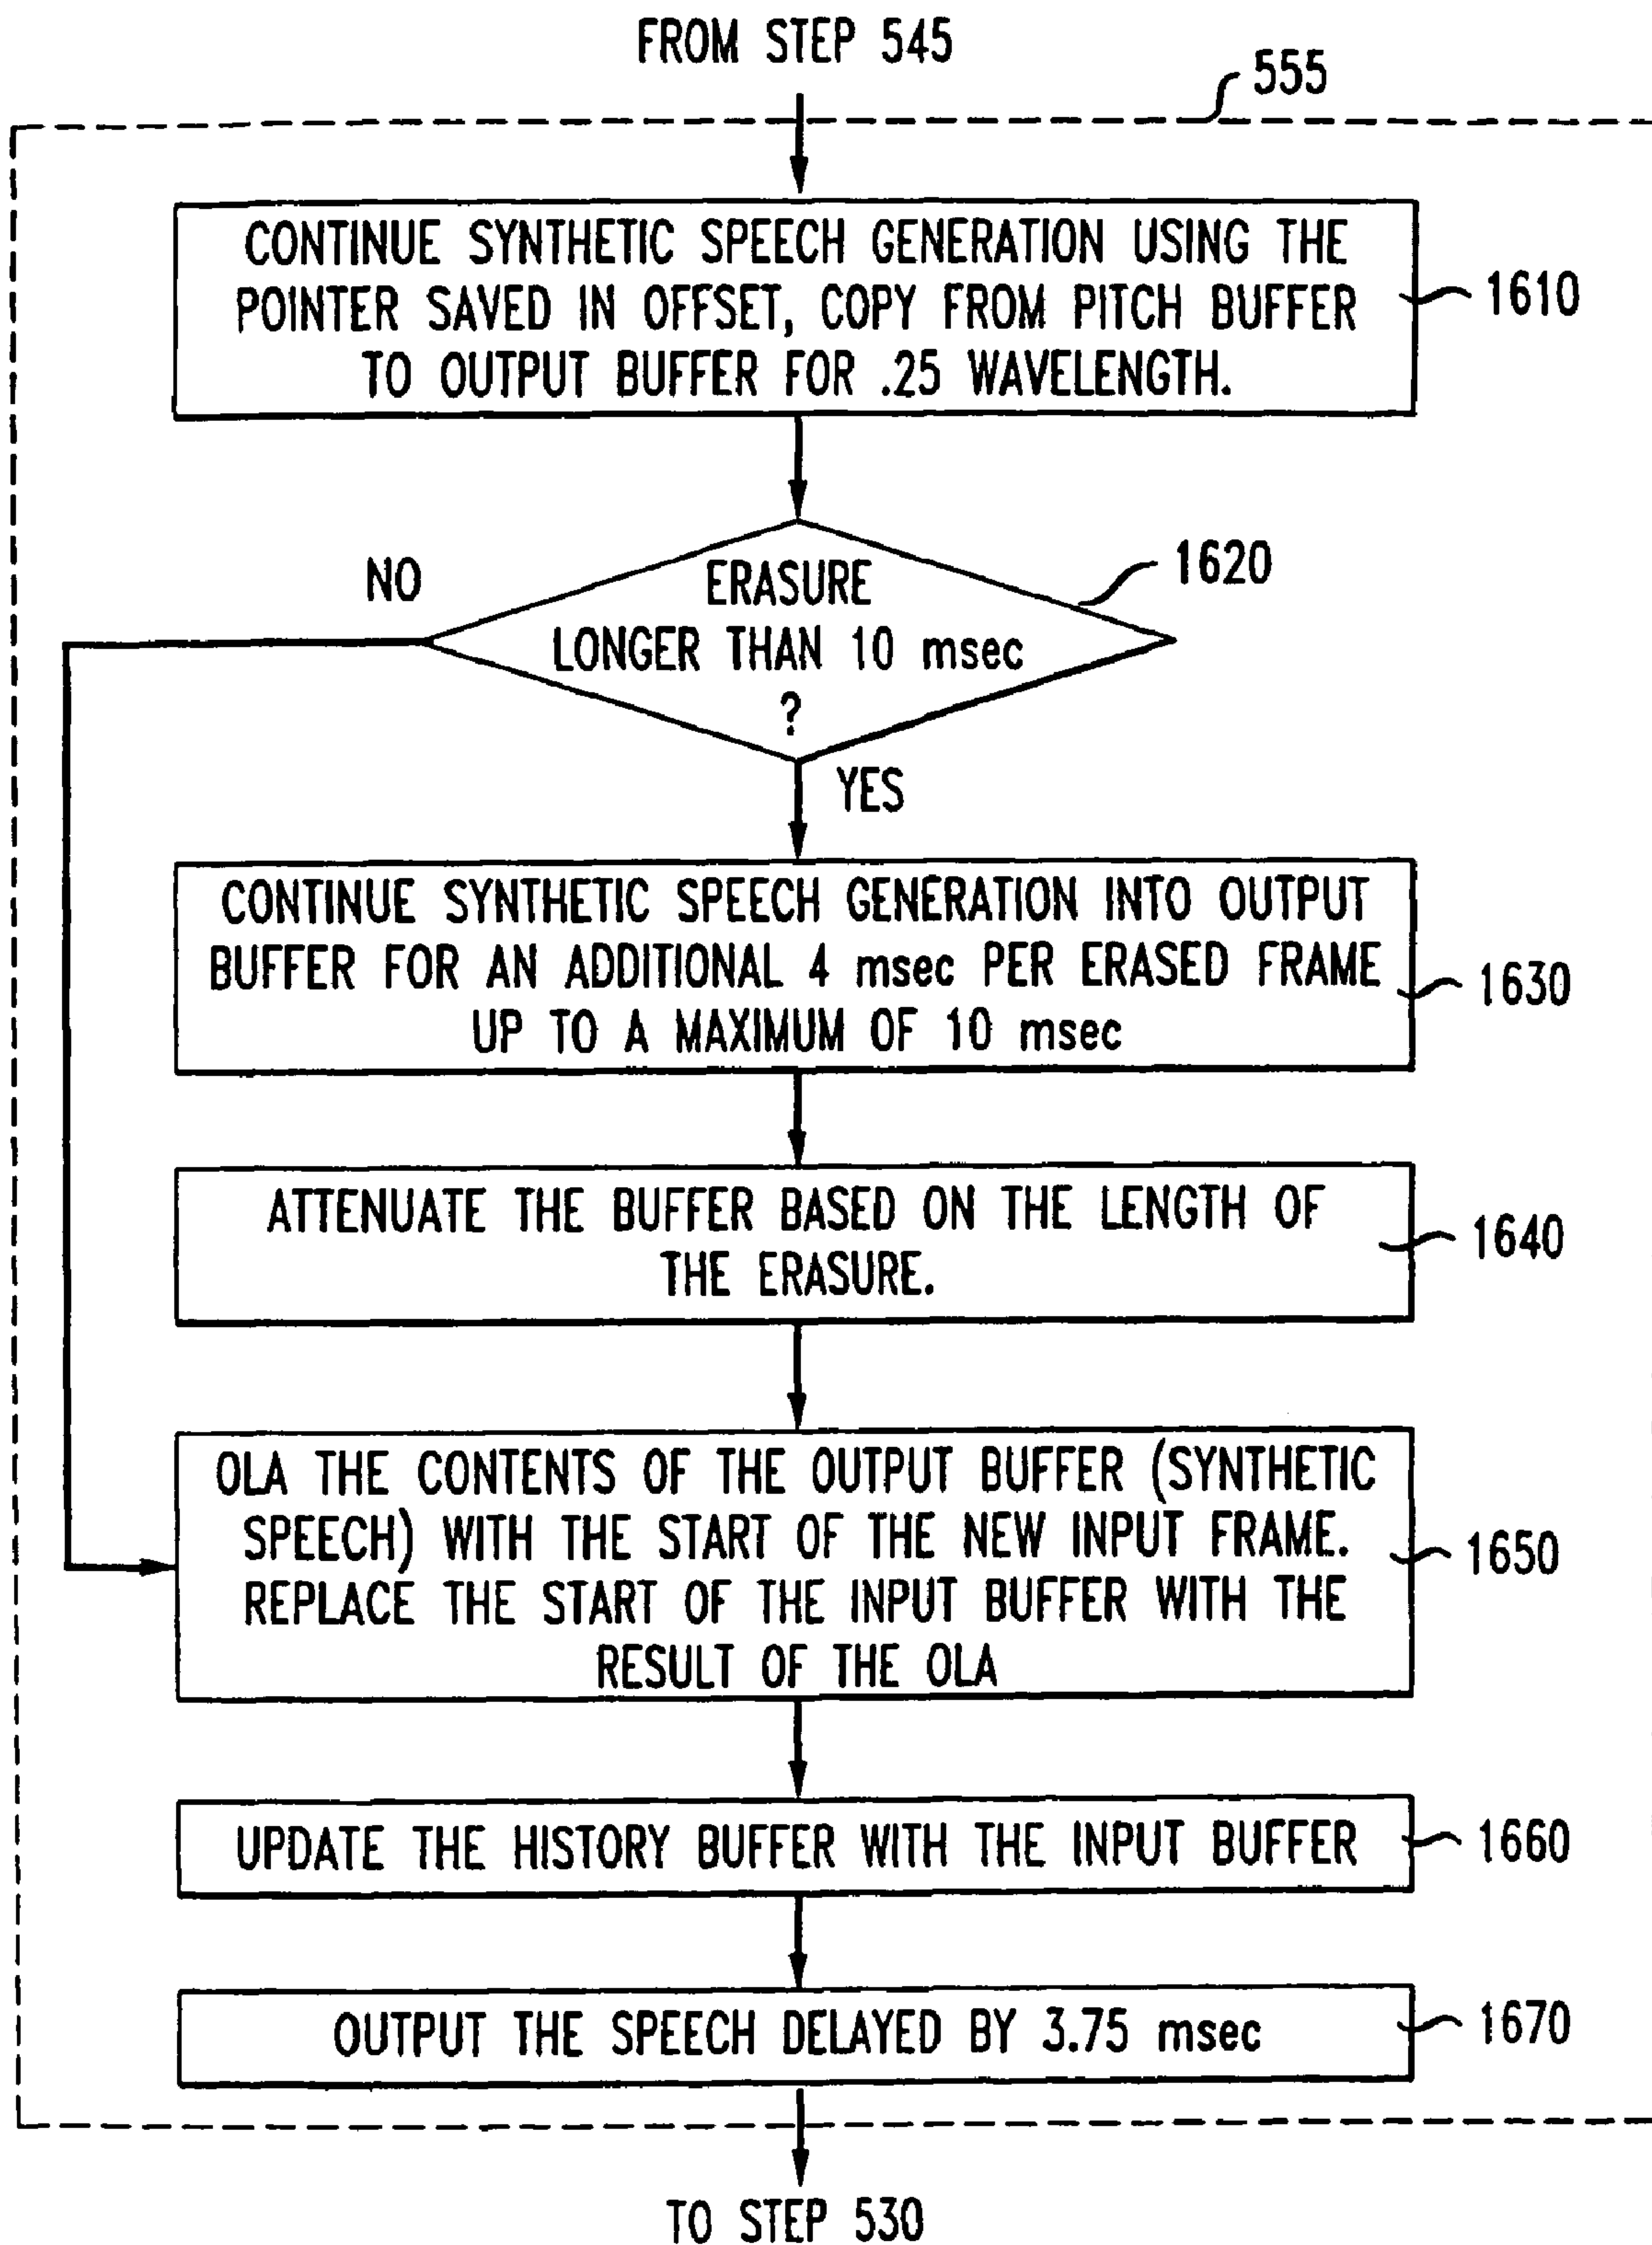 FROM STEP 545
555
CONTINUE SYNTHETIC SPEECH GENERATION USING THE
POINTER SAVED IN OFFSET, COPY FROM PITCH BUFFER
TO OUTPUT BUFFER FOR .25 WAVELENGTH.
1610
NO
ERASURE
LONGER THAN 10 msec
?
1620
YES
CONTINUE SYNTHETIC SPEECH GENERATION INTO OUTPUT
BUFFER FOR AN ADDITIONAL 4 msec PER ERASED FRAME
UP TO A MAXIMUM OF 10 msec
1630
ATTENUATE THE BUFFER BASED ON THE LENGTH OF
THE ERASURE.
1640
OLA THE CONTENTS OF THE OUTPUT BUFFER (SYNTHETIC
SPEECH) WITH THE START OF THE NEW INPUT FRAME.
REPLACE THE START OF THE INPUT BUFFER WITH THE
RESULT OF THE OLA
1650
UPDATE THE HISTORY BUFFER WITH THE INPUT BUFFER
1660
OUTPUT THE SPEECH DELAYED BY 3.75 msec
1670
TO STEP 530